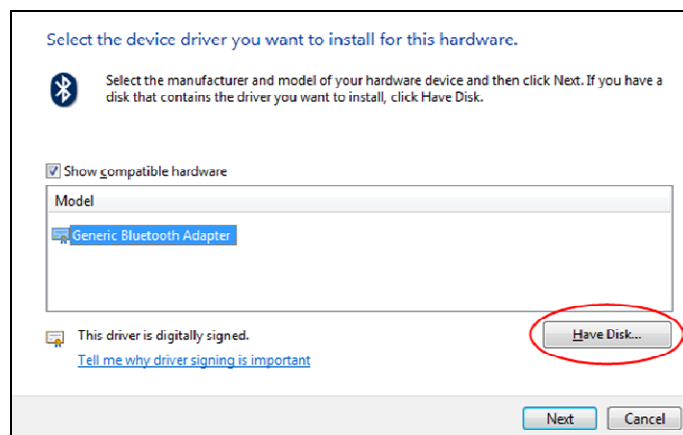 Select the device driver you want to install for this hardware.
Select the manufacturer and model of your hardware device and then click Next. If you have a
disk that contains the driver you want to install, click Have Disk.
Show compatible hardware
Model
Generic Bluetooth Adapter
This driver is digitally signed.
Have Disk...
Tell me why driver signing is important
Next
Cancel